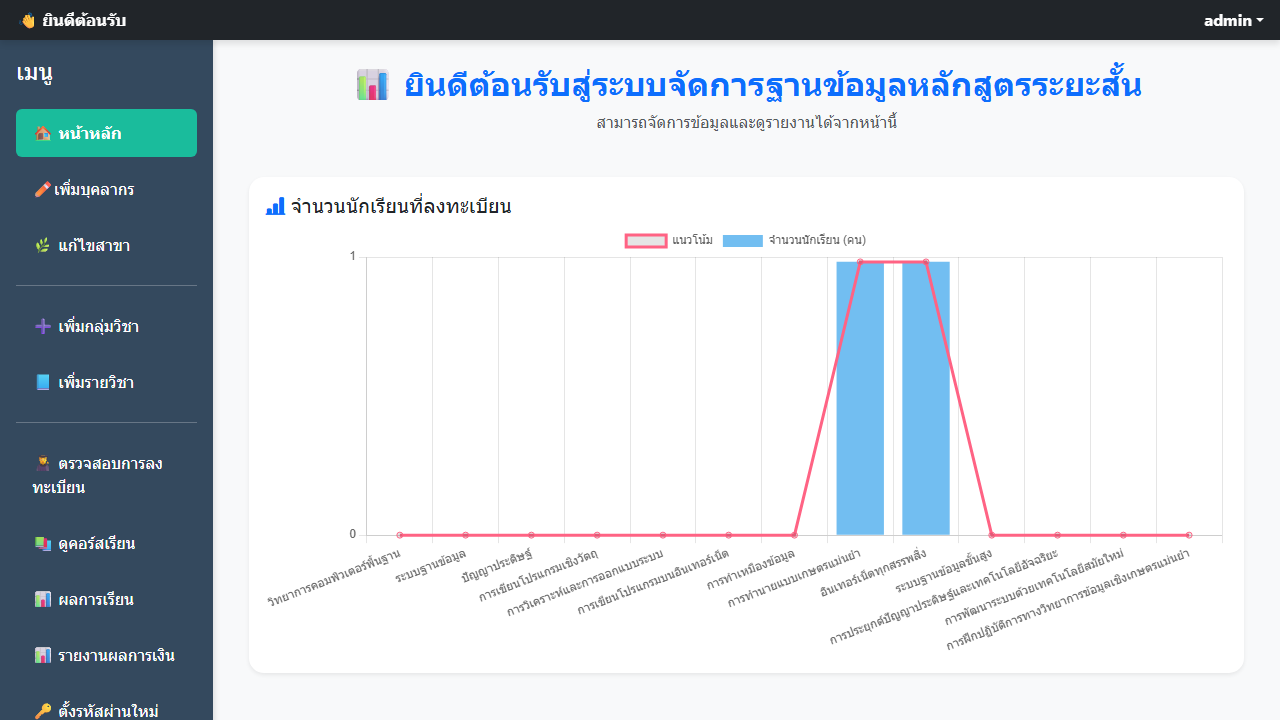 👋 ยินดีต้อนรับ
admin
เมนู
🏠 หน้าหลัก
เพิ่มบุคลากร
🌿 แก้ไขสาขา
➕ เพิ่มกลุ่มวิชา
📘 เพิ่มรายวิชา
ตรวจสอบการลง
ทะเบียน
📚 ดูคอร์สเรียน
📊 ผลการเรียน
📊 รายงานผลการเงิน
🔑 ตั้งรหัสผ่านใหม่
📊 ยินดีต้อนรับสู่ระบบจัดการฐานข้อมูลหลักสูตรระยะสั้น
สามารถจัดการข้อมูลและดูรายงานได้จากหน้านี้
จำนวนนักเรียนที่ลงทะเบียน
แนวโน้ม
จำนวนนักเรียน (คน)
1
0
วิทยาการคอมพิวเตอร์พื้นฐาน
ระบบฐานข้อมูล
ปัญญาประดิษฐ์
การเขียนโปรแกรมเชิงวัตถุ
การวิเคราะห์และการออกแบบระบบ
การเขียนโปรแกรมบนอินเทอร์เน็ต
การทำเหมืองข้อมูล
การทำนายแบบเกษตรแม่นยำ
อินเทอร์เน็ตทุกสรรพสิ่ง
ระบบฐานข้อมูลขั้นสูง
การประยุกต์ปัญญาประดิษฐ์และเทคโนโลยีอัจฉริยะ
การพัฒนาระบบด้วยเทคโนโลยีสมัยใหม่
การฝึกปฏิบัติการทางวิทยาการข้อมูลเชิงเกษตรแม่นยำ